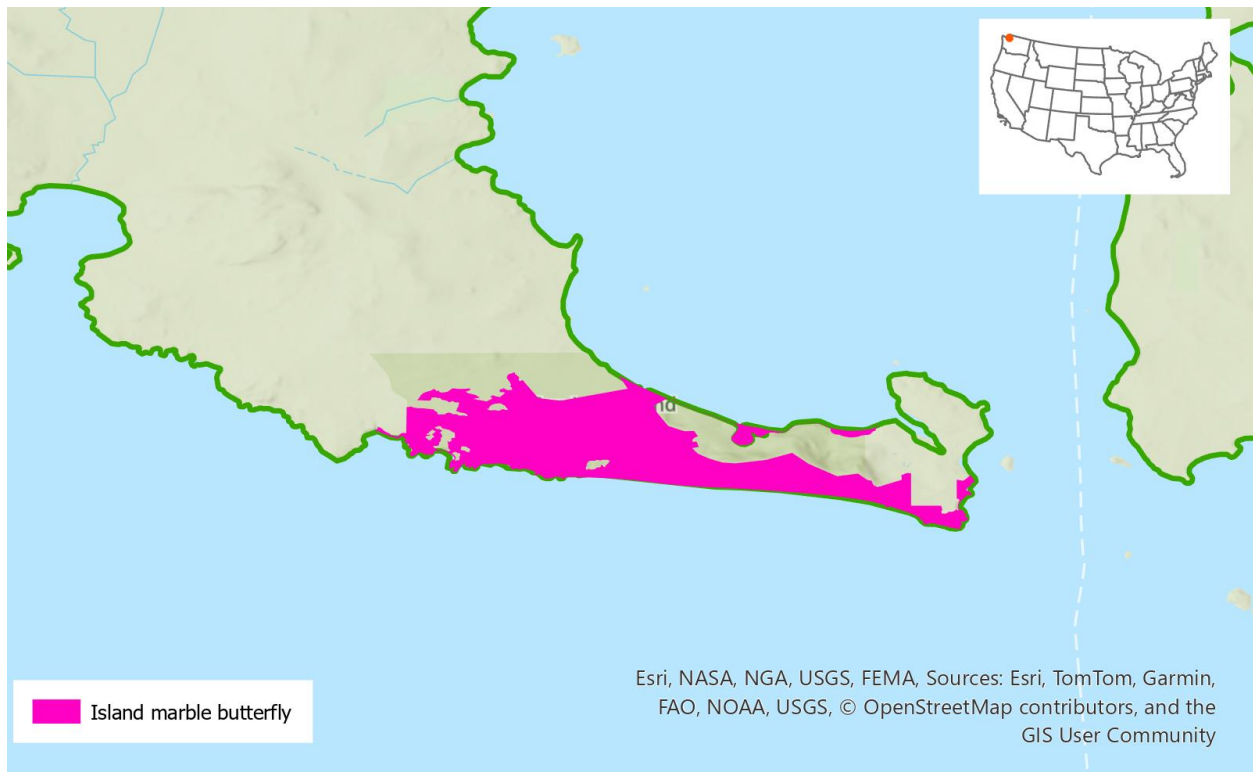 Island marble butterfly
Esri, NASA, NGA, USGS, FEMA, Sources: Esri, TomTom, Garmin,
FAO, NOAA, USGS, © OpenStreetMap contributors, and the
GIS User Community